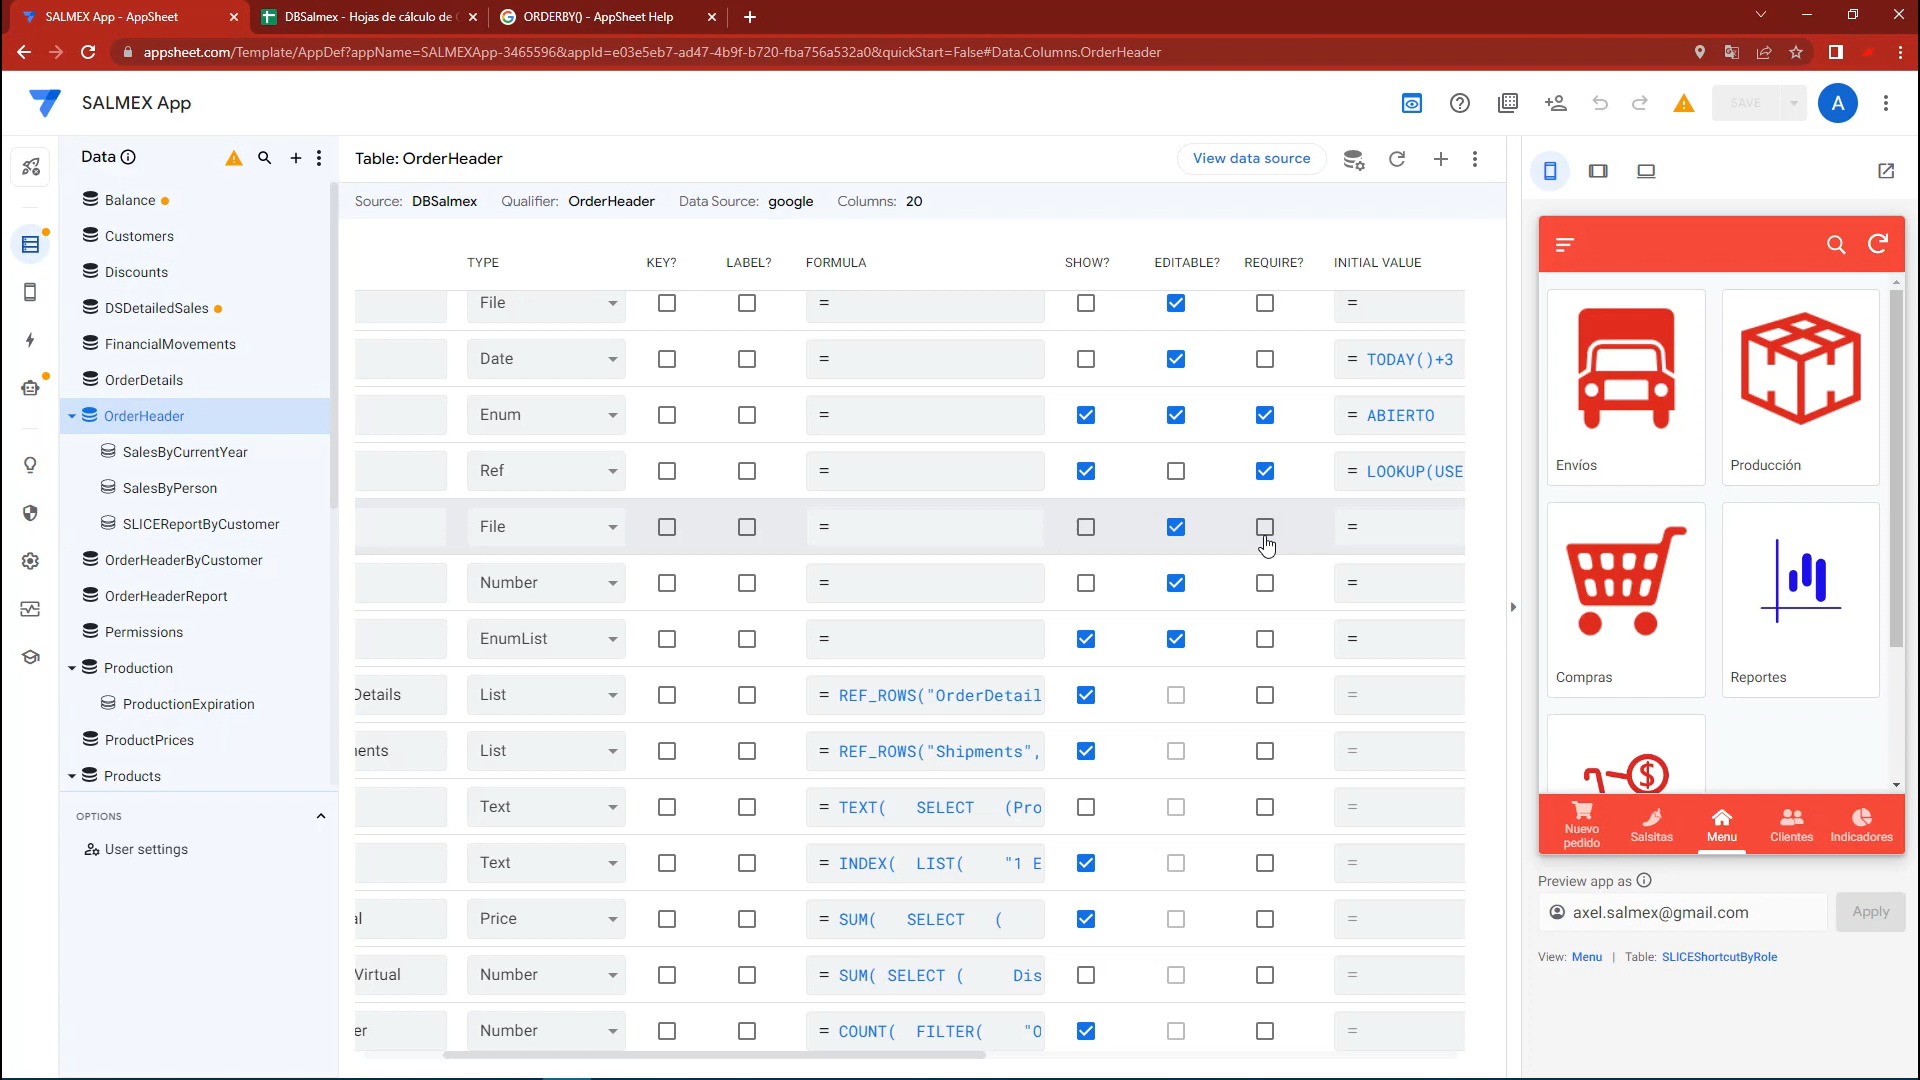 SALMEX App - AppSheet
DBSalmex - Hojas de cálculo de
ORDERBY() - AppSheet Help
appsheet.com/Template/AppDef?appName=SALMEXApp-3465596&appId=e03e5eb7-ad47-4b9f-b720-fba756a532a0&quickStart=False#Data.Columns.OrderHeader
SALMEX App
SAVE
A
Data
Balance
Customers
Discounts
DSDetailedSales
FinancialMovements
OrderDetails
OrderHeader
SalesByCurrentYear
SalesByPerson
SLICEReportByCustomer
OrderHeaderByCustomer
OrderHeaderReport
Permissions
Production
ProductionExpiration
ProductPrices
Products
OPTIONS
User settings
Table: OrderHeader
View data source
Source: DBSalmex Qualifier: OrderHeader Data Source: google Columns: 20
TYPE KEY? LABEL? FORMULA SHOW? EDITABLE? REQUIRE? INITIAL VALUE
File = =
Date = = TODAY()+3
Enum = = ABIERTO
Ref = = LOOKUP(USE
File = =
Number = =
EnumList = =
Details List = REF_ROWS("OrderDetail =
ents List = REF_ROWS("Shipments", =
Text = TEXT( SELECT (Pro =
Text = INDEX( LIST( "1 E =
al Price = SUM( SELECT ( =
Virtual Number = SUM( SELECT ( Dis =
er Number = COUNT( FILTER( "O =
Envíos
Producción
Compras
Reportes
$
Nuevo pedido
Salsitas
Menu
Clientes
Indicadores
Preview app as
axel.salmex@gmail.com
Apply
View: Menu | Table: SLICEShortcutByRole